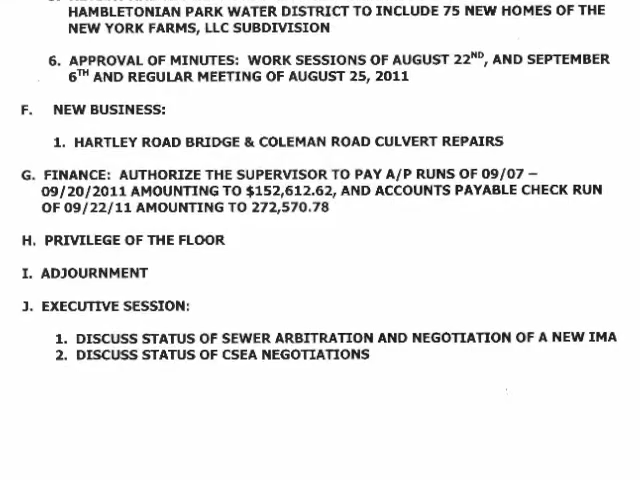 HAMBLETONIAN PARK WATER DISTRICT TO INCLUDE 75 NEW HOMES OF THE
NEW YORK FARMS, LLC SUBDIVISION
6. APPROVAL OF MINUTES: WORK SESSIONS OF AUGUST 22ND, AND SEPTEMBER
6TH AND REGULAR MEETING OF AUGUST 25, 2011
F. NEW BUSINESS:
1. HARTLEY ROAD BRIDGE & COLEMAN ROAD CULVERT REPAIRS
G. FINANCE: AUTHORIZE THE SUPERVISOR TO PAY A/P RUNS OF 09/07 –
09/20/2011 AMOUNTING TO $152,612.62, AND ACCOUNTS PAYABLE CHECK RUN
OF 09/22/11 AMOUNTING TO 272,570.78
H. PRIVILEGE OF THE FLOOR
I. ADJOURNMENT
J. EXECUTIVE SESSION:
1. DISCUSS STATUS OF SEWER ARBITRATION AND NEGOTIATION OF A NEW IMA
2. DISCUSS STATUS OF CSEA NEGOTIATIONS